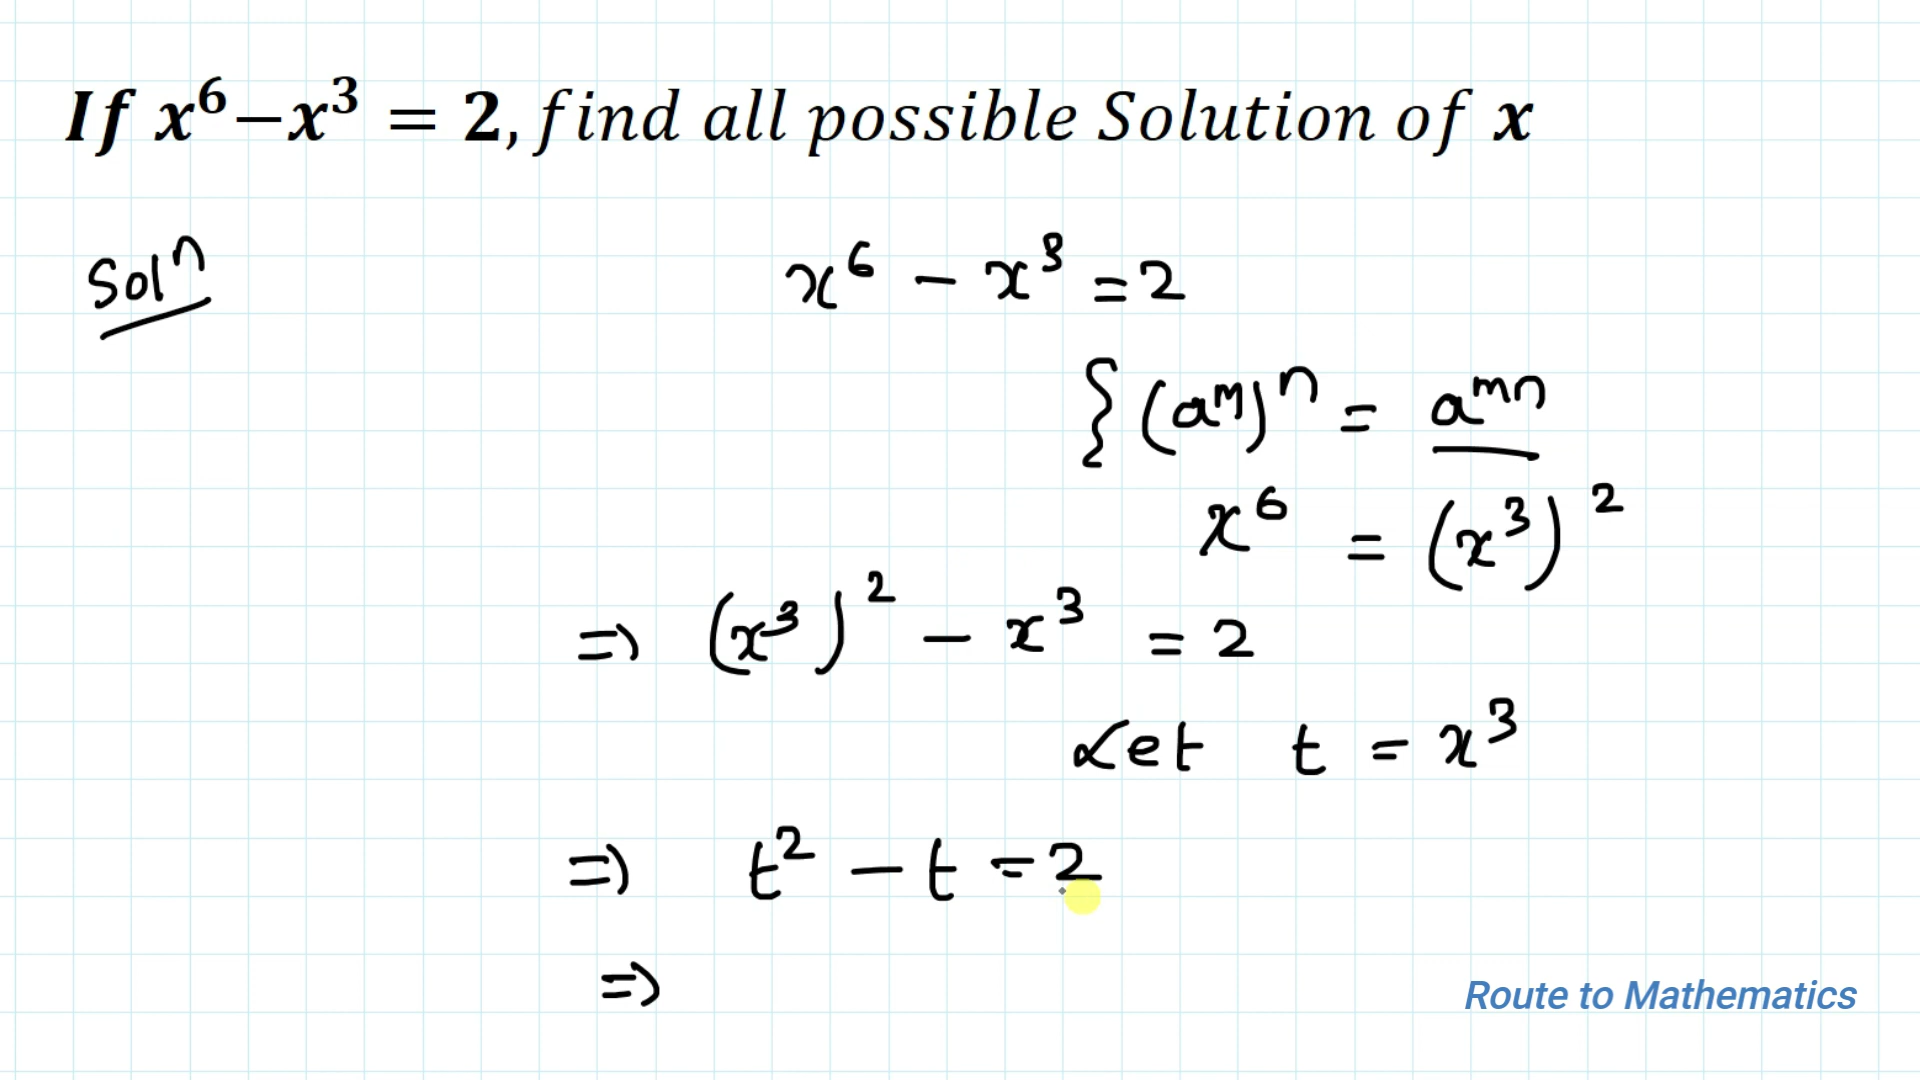 If x⁶−x³ = 2, find all possible Solution of x
Solⁿ
x⁶ − x³ = 2
{ (aᵐ)ⁿ = aᵐⁿ
x⁶ = (x³)²
⇒ (x³)² − x³ = 2
Let t = x³
⇒ t² − t = 2
⇒
Route to Mathematics